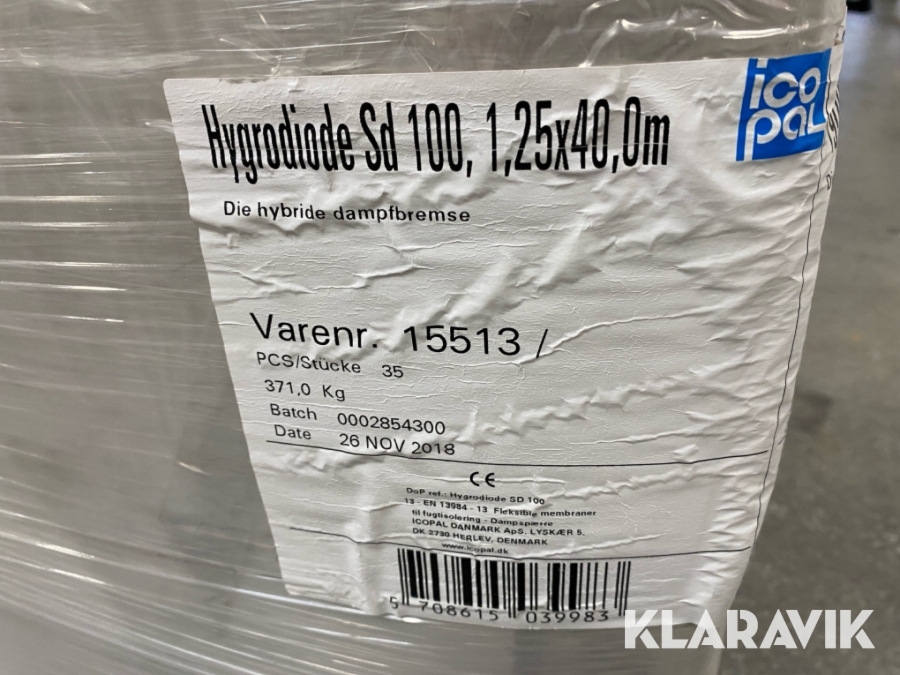 Hygrodiode Sd 100, 1,25x40,0m
ico
pal
Die hybride dampfbremse
Varenr. 15513 /
PCS/Stücke 35
371,0 Kg
Batch 0002854300
Date 26 NOV 2018
CE
DoP ref.: Hygrodiode SD 100
13 - EN 13984 - 13 Fleksible membraner
til fugtisolering - Dampspærre
ICOPAL DANMARK ApS. LYSKÆR 5.
DK 2730 HERLEV, DENMARK
www.icopal.dk
5 708615 039983
KLARAVIK